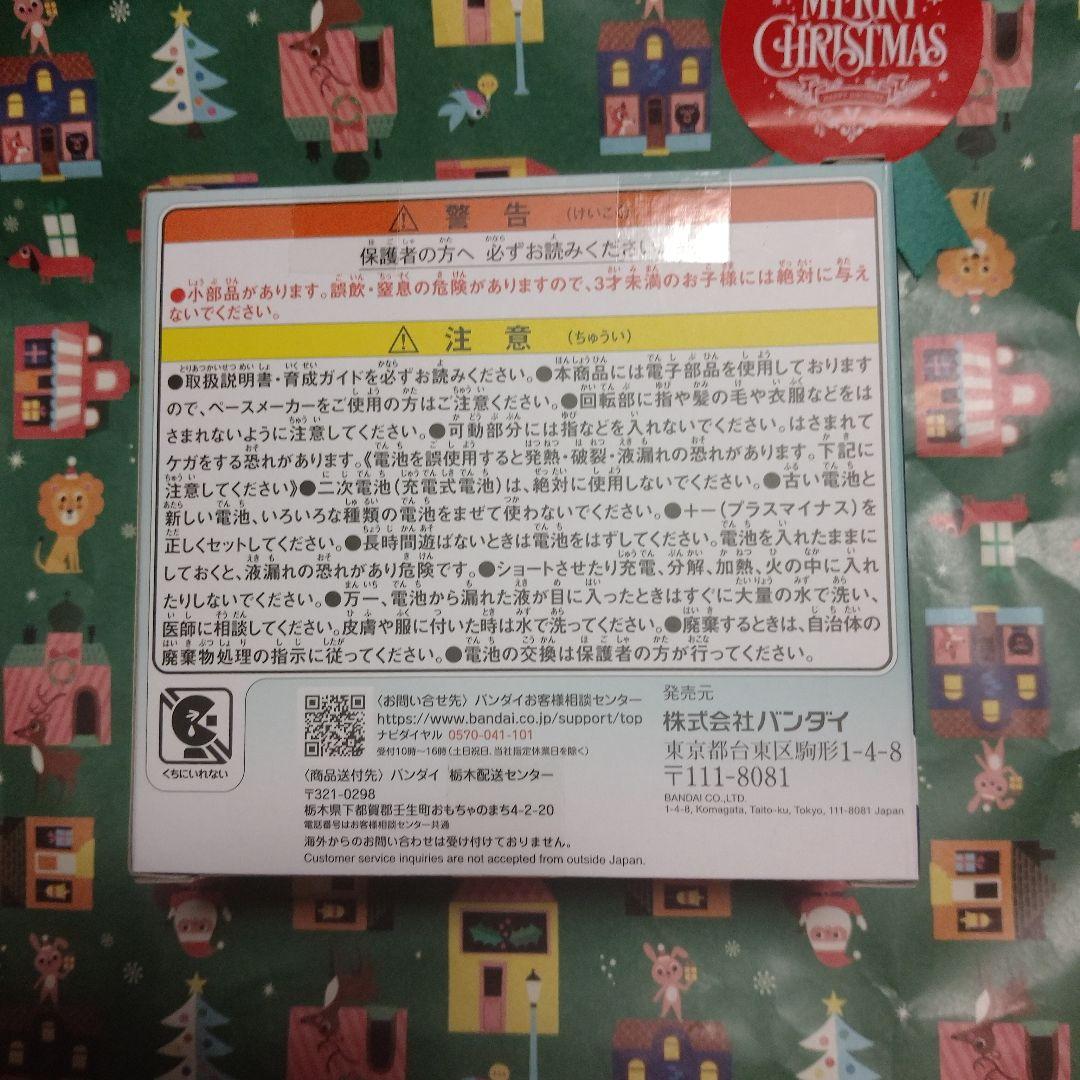 MERRY
CHRISTMAS
警告 (けいこく)
保護者の方へ 必ずお読みください。
●小部品があります。誤飲・窒息の危険がありますので、3才未満のお子様には絶対に与え
ないでください。
注意 (ちゅうい)
●取扱説明書・育成ガイドを必ずお読みください。●本商品には電子部品を使用しております
ので、ペースメーカーをご使用の方はご注意ください。●回転部に指や髪の毛や衣服などをは
さまれないように注意してください。●可動部分には指などを入れないでください。はさまれて
ケガをする恐れがあります。《電池を誤使用すると発熱・破裂・液漏れの恐れがあります。下記に
注意してください》●二次電池(充電式電池)は、絶対に使用しないでください。●古い電池と
新しい電池、いろいろな種類の電池をまぜて使わないでください。●+−(プラスマイナス)を
正しくセットしてください。●長時間遊ばないときは電池をはずしてください。電池を入れたままに
しておくと、液漏れの恐れがあり危険です。●ショートさせたり充電、分解、加熱、火の中に入れ
たりしないでください。●万一、電池から漏れた液が目に入ったときはすぐに大量の水で洗い、
医師に相談してください。皮膚や服に付いた時は水で洗ってください。●廃棄するときは、自治体の
廃棄物処理の指示に従ってください。●電池の交換は保護者の方が行ってください。
くちにいれない
〈お問い合せ先〉バンダイお客様相談センター
https://www.bandai.co.jp/support/top
ナビダイヤル 0570-041-101
受付10時〜16時(土日祝日、当社指定休業日を除く)
〈商品送付先〉バンダイ 栃木配送センター
〒321-0298
栃木県下都賀郡壬生町おもちゃのまち4-2-20
電話番号はお客様相談センター共通
海外からのお問い合わせは受け付けておりません。
Customer service inquiries are not accepted from outside Japan.
発売元
株式会社バンダイ
東京都台東区駒形1-4-8
〒111-8081
BANDAI CO.,LTD.
1-4-8, Komagata, Taito-ku, Tokyo, 111-8081 Japan